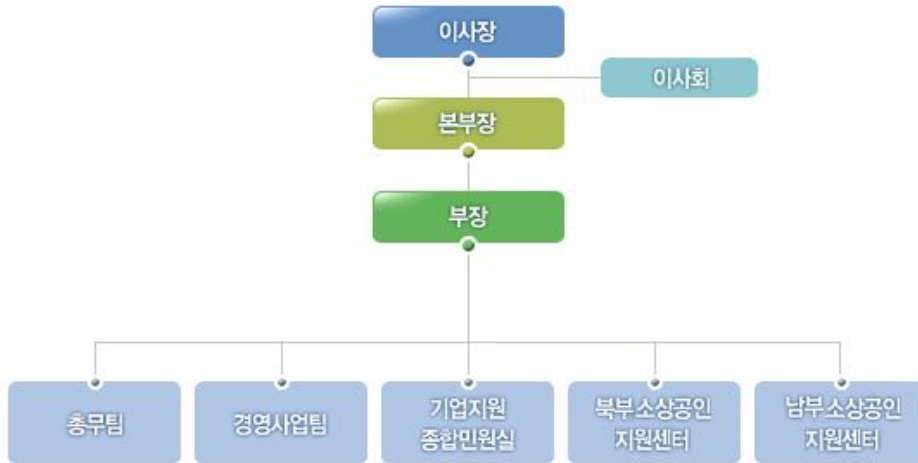 이사장
이사회
본부장
부장
총무팀
경영사업팀
기업지원
종합민원실
북부 소상공인
지원센터
남부 소상공인
지원센터